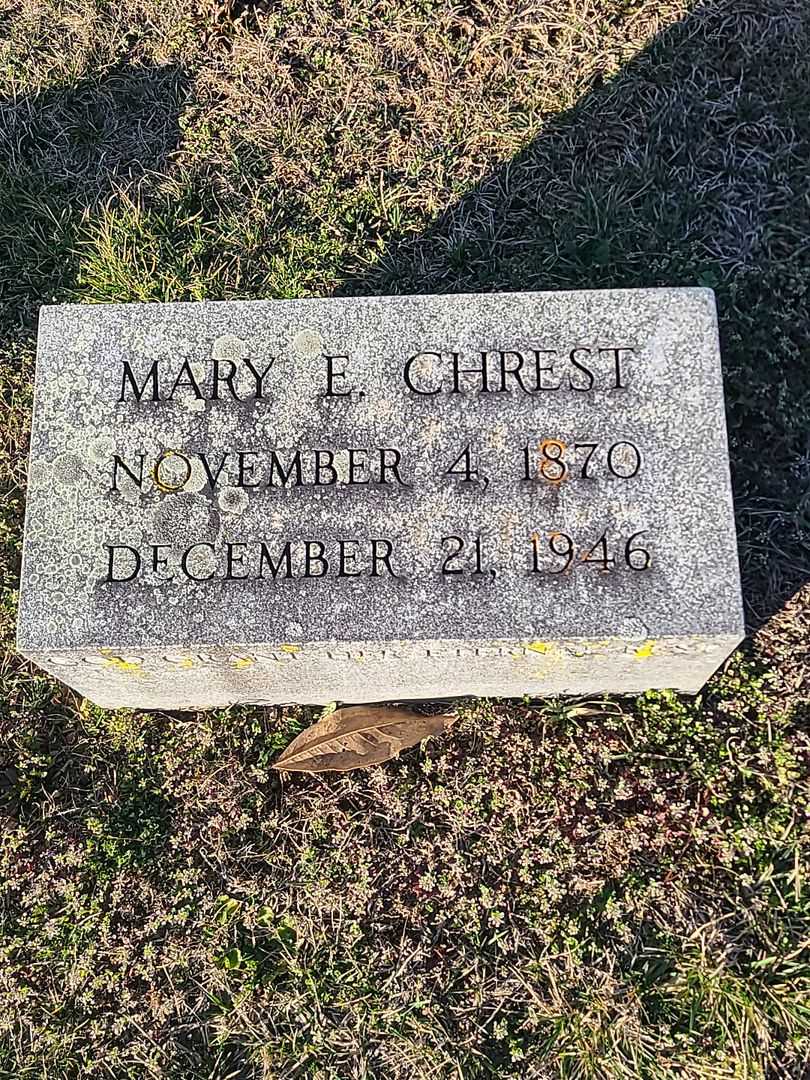 MARY E. CHREST
NOVEMBER 4, 1870
DECEMBER 21, 1946